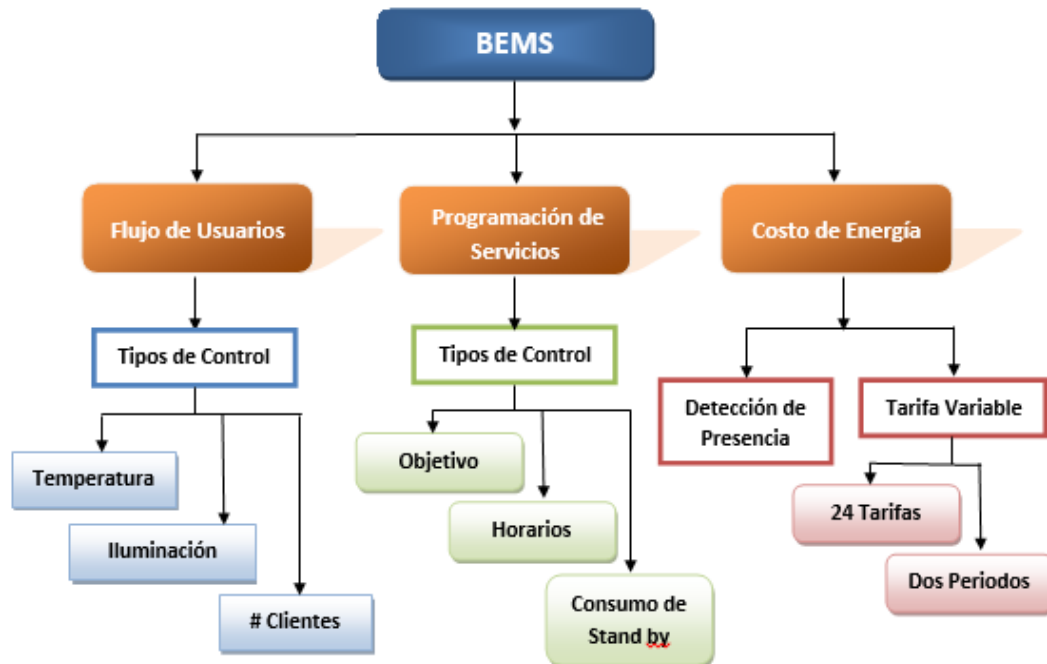 BEMS
Flujo de Usuarios
Programación de
Servicios
Costo de Energía
Tipos de Control
Tipos de Control
Detección de
Presencia
Tarifa Variable
Temperatura
Iluminación
# Clientes
Objetivo
Horarios
Consumo de
Stand by
24 Tarifas
Dos Periodos